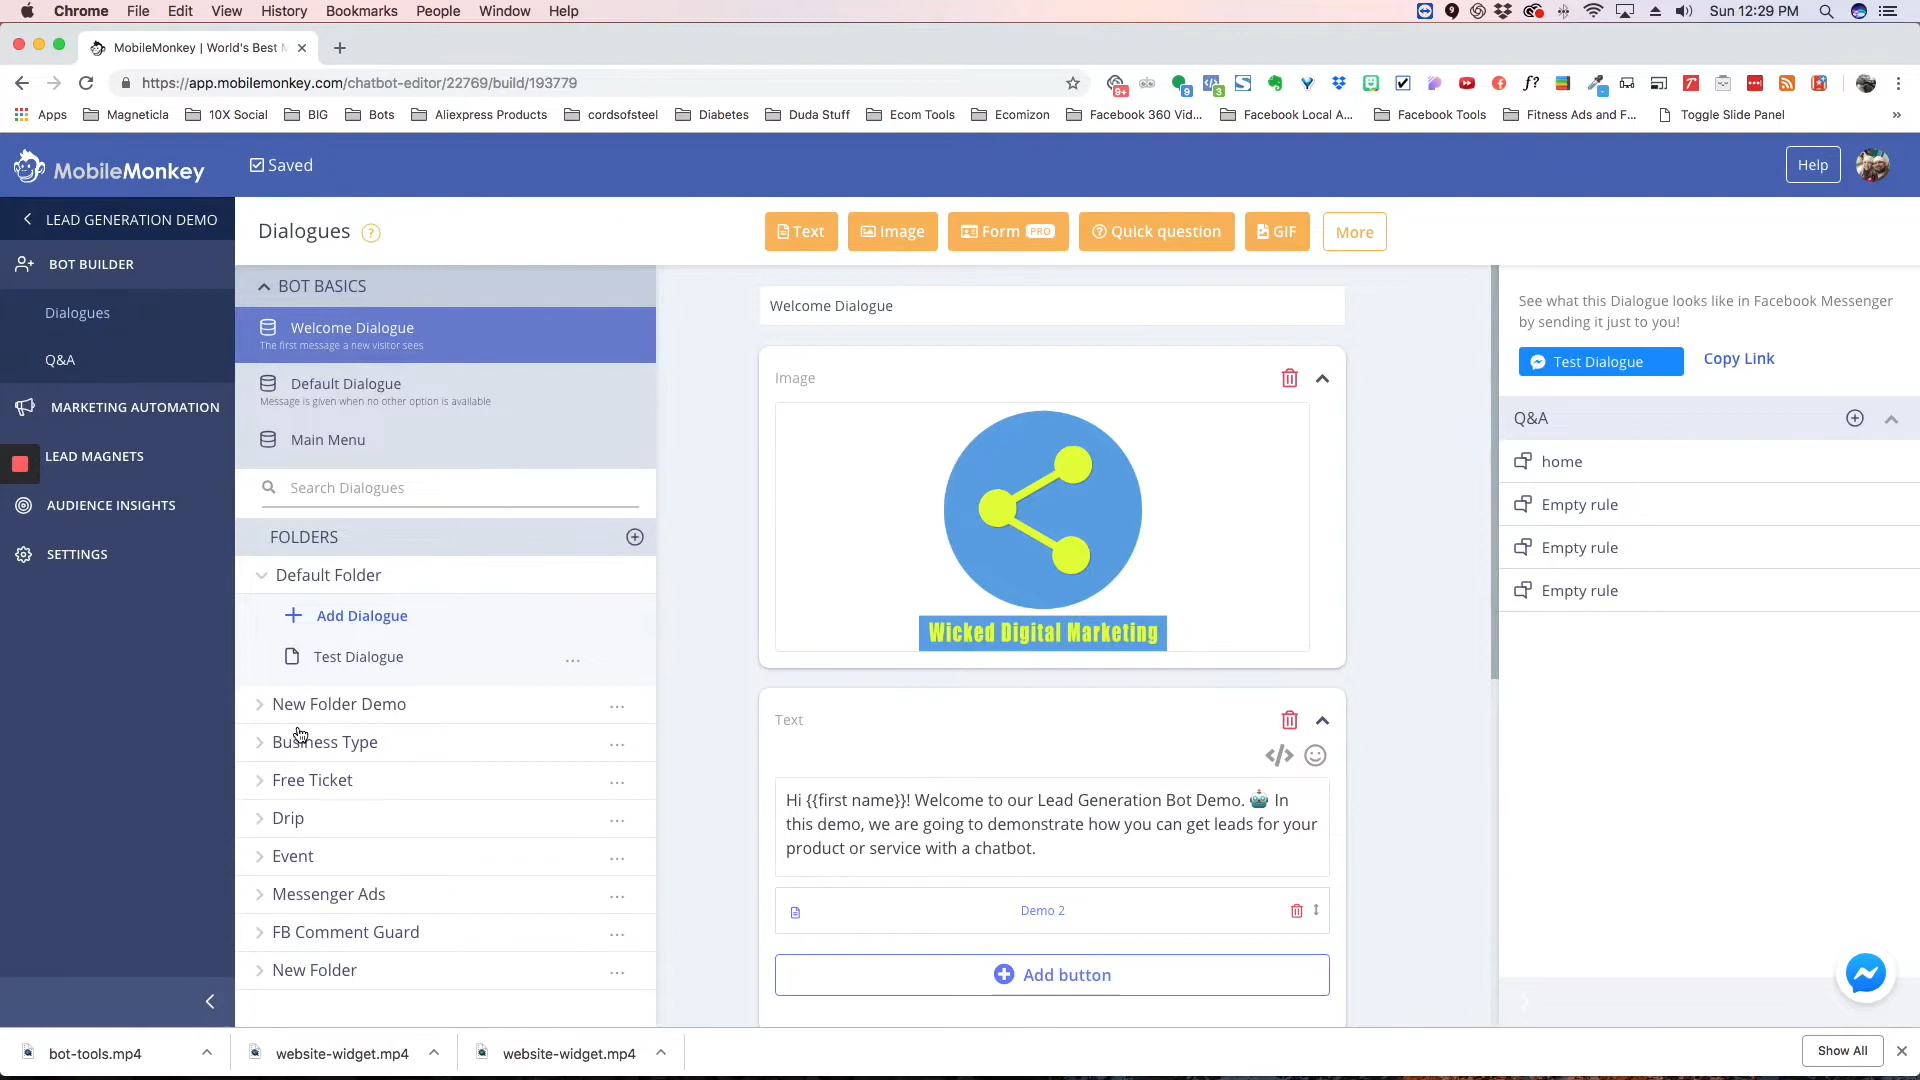 Chrome File Edit View History Bookmarks People Window Help
9
Sun 12:29 PM
MobileMonkey | World's Best M
https://app.mobilemonkey.com/chatbot-editor/22769/build/193779
9+ 9 3 f?
Apps Magneticla 10X Social BIG Bots Aliexpress Products cordsofsteel Diabetes Duda Stuff Ecom Tools Ecomizon Facebook 360 Vid... Facebook Local A... Facebook Tools Fitness Ads and F... Toggle Slide Panel »
MobileMonkey
Saved
Help
LEAD GENERATION DEMO
BOT BUILDER
Dialogues
Q&A
MARKETING AUTOMATION
LEAD MAGNETS
AUDIENCE INSIGHTS
SETTINGS
Dialogues ?
Text Image Form PRO Quick question GIF More
BOT BASICS
Welcome Dialogue
The first message a new visitor sees
Default Dialogue
Message is given when no other option is available
Main Menu
Search Dialogues
FOLDERS
Default Folder
Add Dialogue
Test Dialogue ...
New Folder Demo ...
Business Type ...
Free Ticket ...
Drip ...
Event ...
Messenger Ads ...
FB Comment Guard ...
New Folder ...
Welcome Dialogue
Image
Wicked Digital Marketing
Text
</>
Hi {{first name}}! Welcome to our Lead Generation Bot Demo. 🤖 In
this demo, we are going to demonstrate how you can get leads for your
product or service with a chatbot.
Demo 2
Add button
See what this Dialogue looks like in Facebook Messenger
by sending it just to you!
Test Dialogue Copy Link
Q&A
home
Empty rule
Empty rule
Empty rule
bot-tools.mp4 website-widget.mp4 website-widget.mp4 Show All